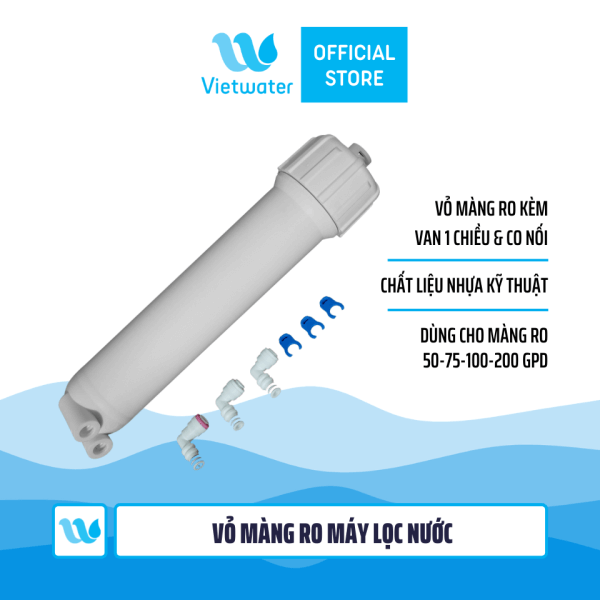 Vietwater
OFFICIAL
STORE
VỎ MÀNG RO KÈM
VAN 1 CHIỀU & CO NỐI
CHẤT LIỆU NHỰA KỸ THUẬT
DÙNG CHO MÀNG RO
50-75-100-200 GPD
VỎ MÀNG RO MÁY LỌC NƯỚC